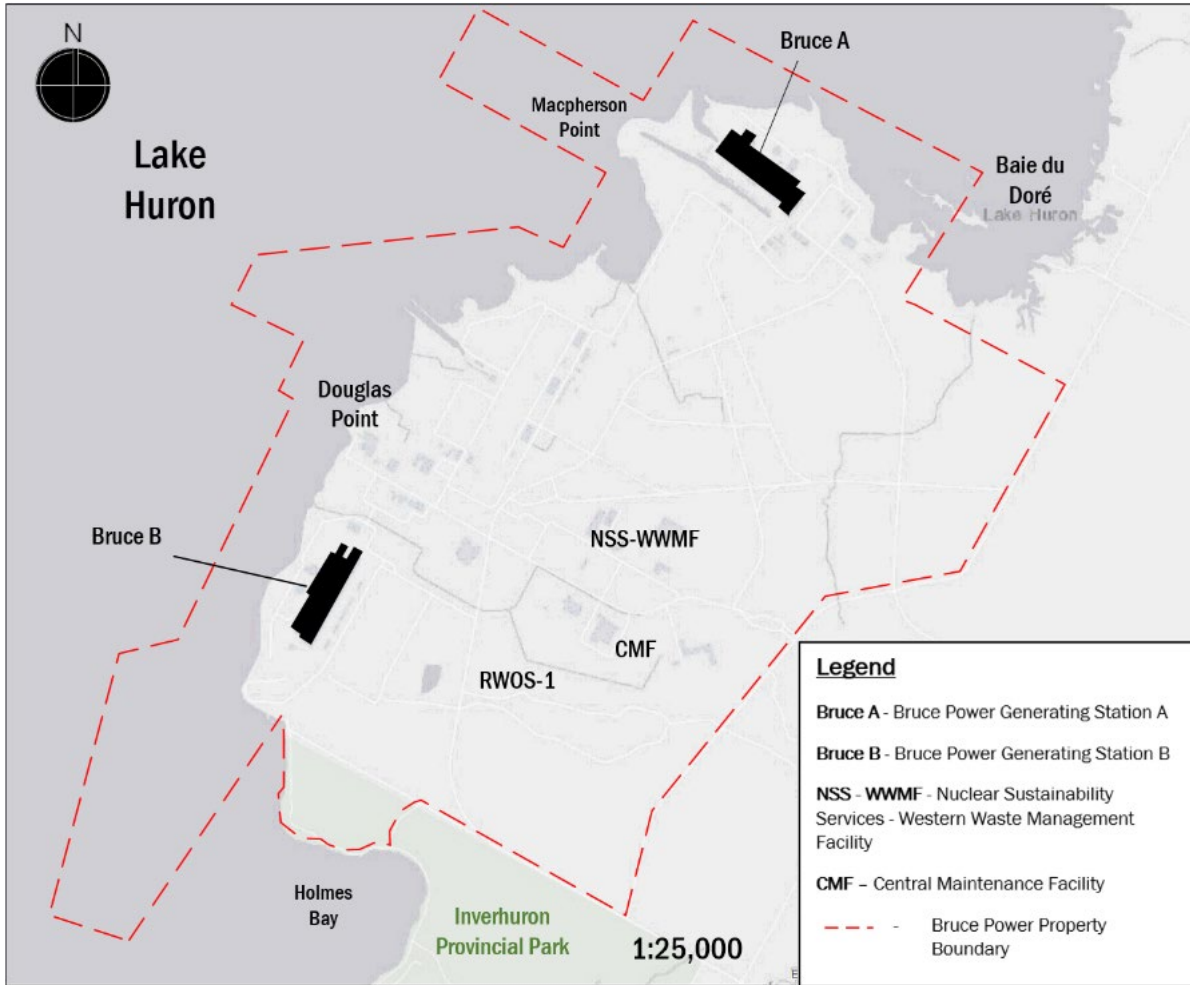 N
Bruce A
Macpherson
Point
Lake
Huron
Baie du
Doré
Lake Huron
Douglas
Point
Bruce B
NSS-WWMF
CMF
RWOS-1
Holmes
Bay
Inverhuron
Provincial Park
1:25,000
Legend
Bruce A - Bruce Power Generating Station A
Bruce B - Bruce Power Generating Station B
NSS - WWMF - Nuclear Sustainability
Services - Western Waste Management
Facility
CMF – Central Maintenance Facility
- Bruce Power Property
Boundary